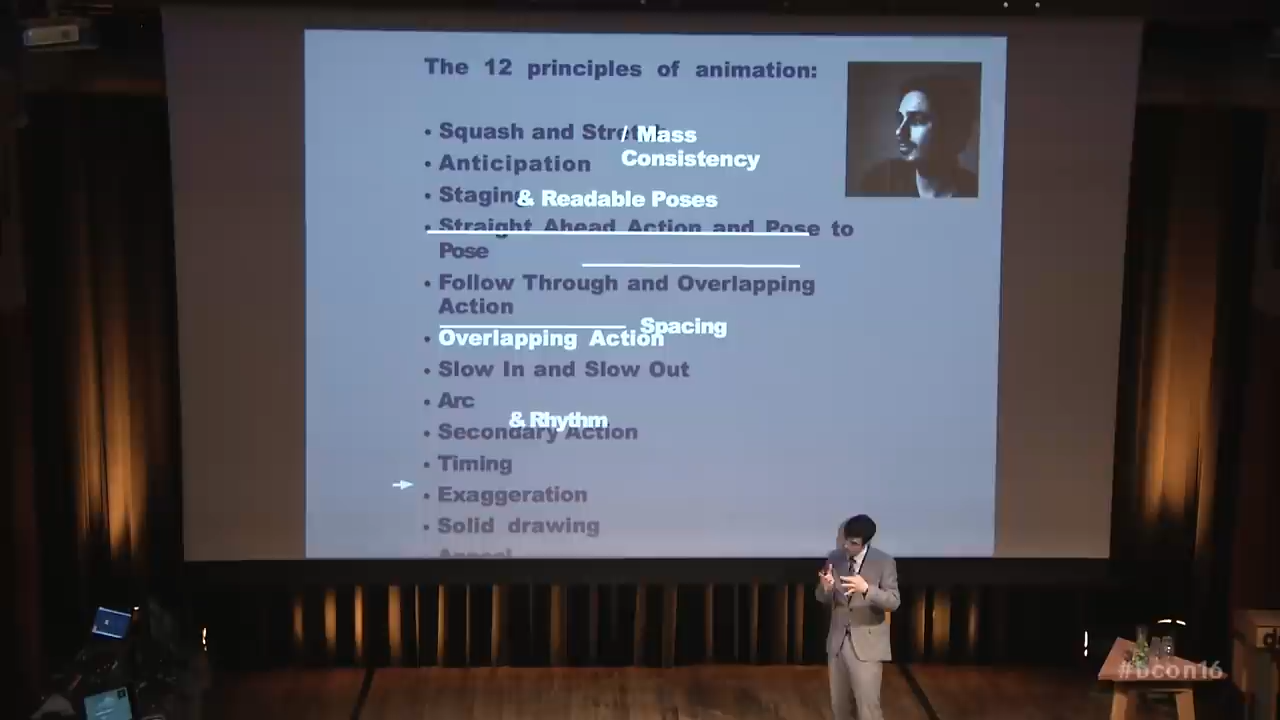 The 12 principles of animation:
• Squash and Stretch / Mass
Consistency
• Anticipation
• Staging & Readable Poses
• Straight Ahead Action and Pose to
Pose
• Follow Through and Overlapping
Action
Spacing
• Overlapping Action
• Slow In and Slow Out
• Arc
& Rhythm
• Secondary Action
• Timing
• Exaggeration
• Solid drawing
Appeal
#bcon16